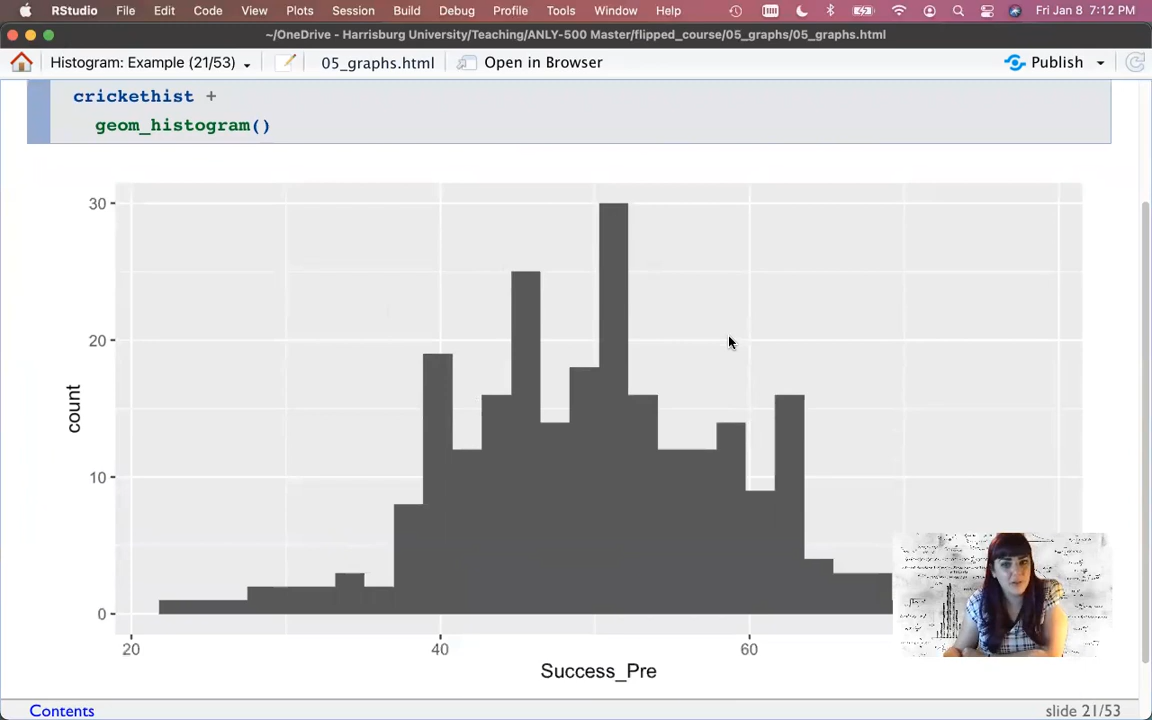 RStudio File Edit Code View Plots Session Build Debug Profile Tools Window Help Fri Jan 8 7:12 PM
~/OneDrive - Harrisburg University/Teaching/ANLY-500 Master/flipped_course/05_graphs/05_graphs.html
Histogram: Example (21/53) 05_graphs.html Open in Browser Publish
crickethist +
geom_histogram()
30
20
10
0
count
20 40 60
Success_Pre
Contents slide 21/53